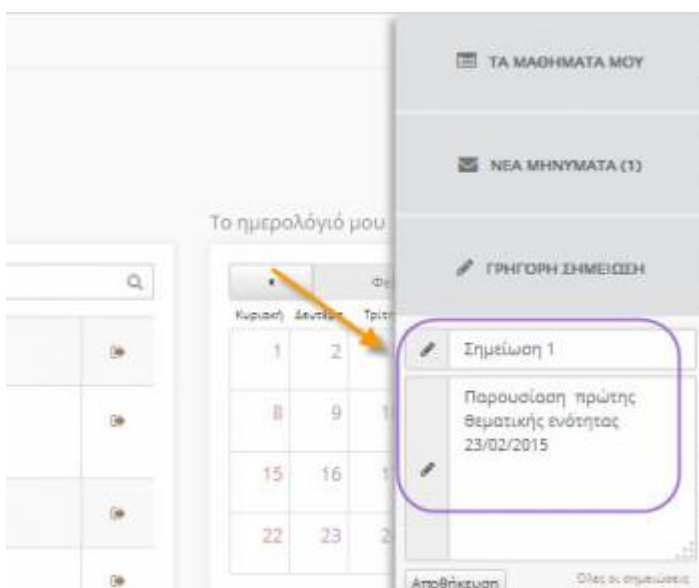 ΤΑ ΜΑΘΗΜΑΤΑ ΜΟΥ
ΝΕΑ ΜΗΝΥΜΑΤΑ (1)
ΓΡΗΓΟΡΗ ΣΗΜΕΙΩΣΗ
Το ημερολόγιό μου
Κυριακή Δευτέρα
1 2
8 9
15 16
22 23
Σημείωση 1
Παρουσίαση πρώτης
θεματικής ενότητας
23/02/2015
Αποθήκευση
Όλες οι σημειώσεις